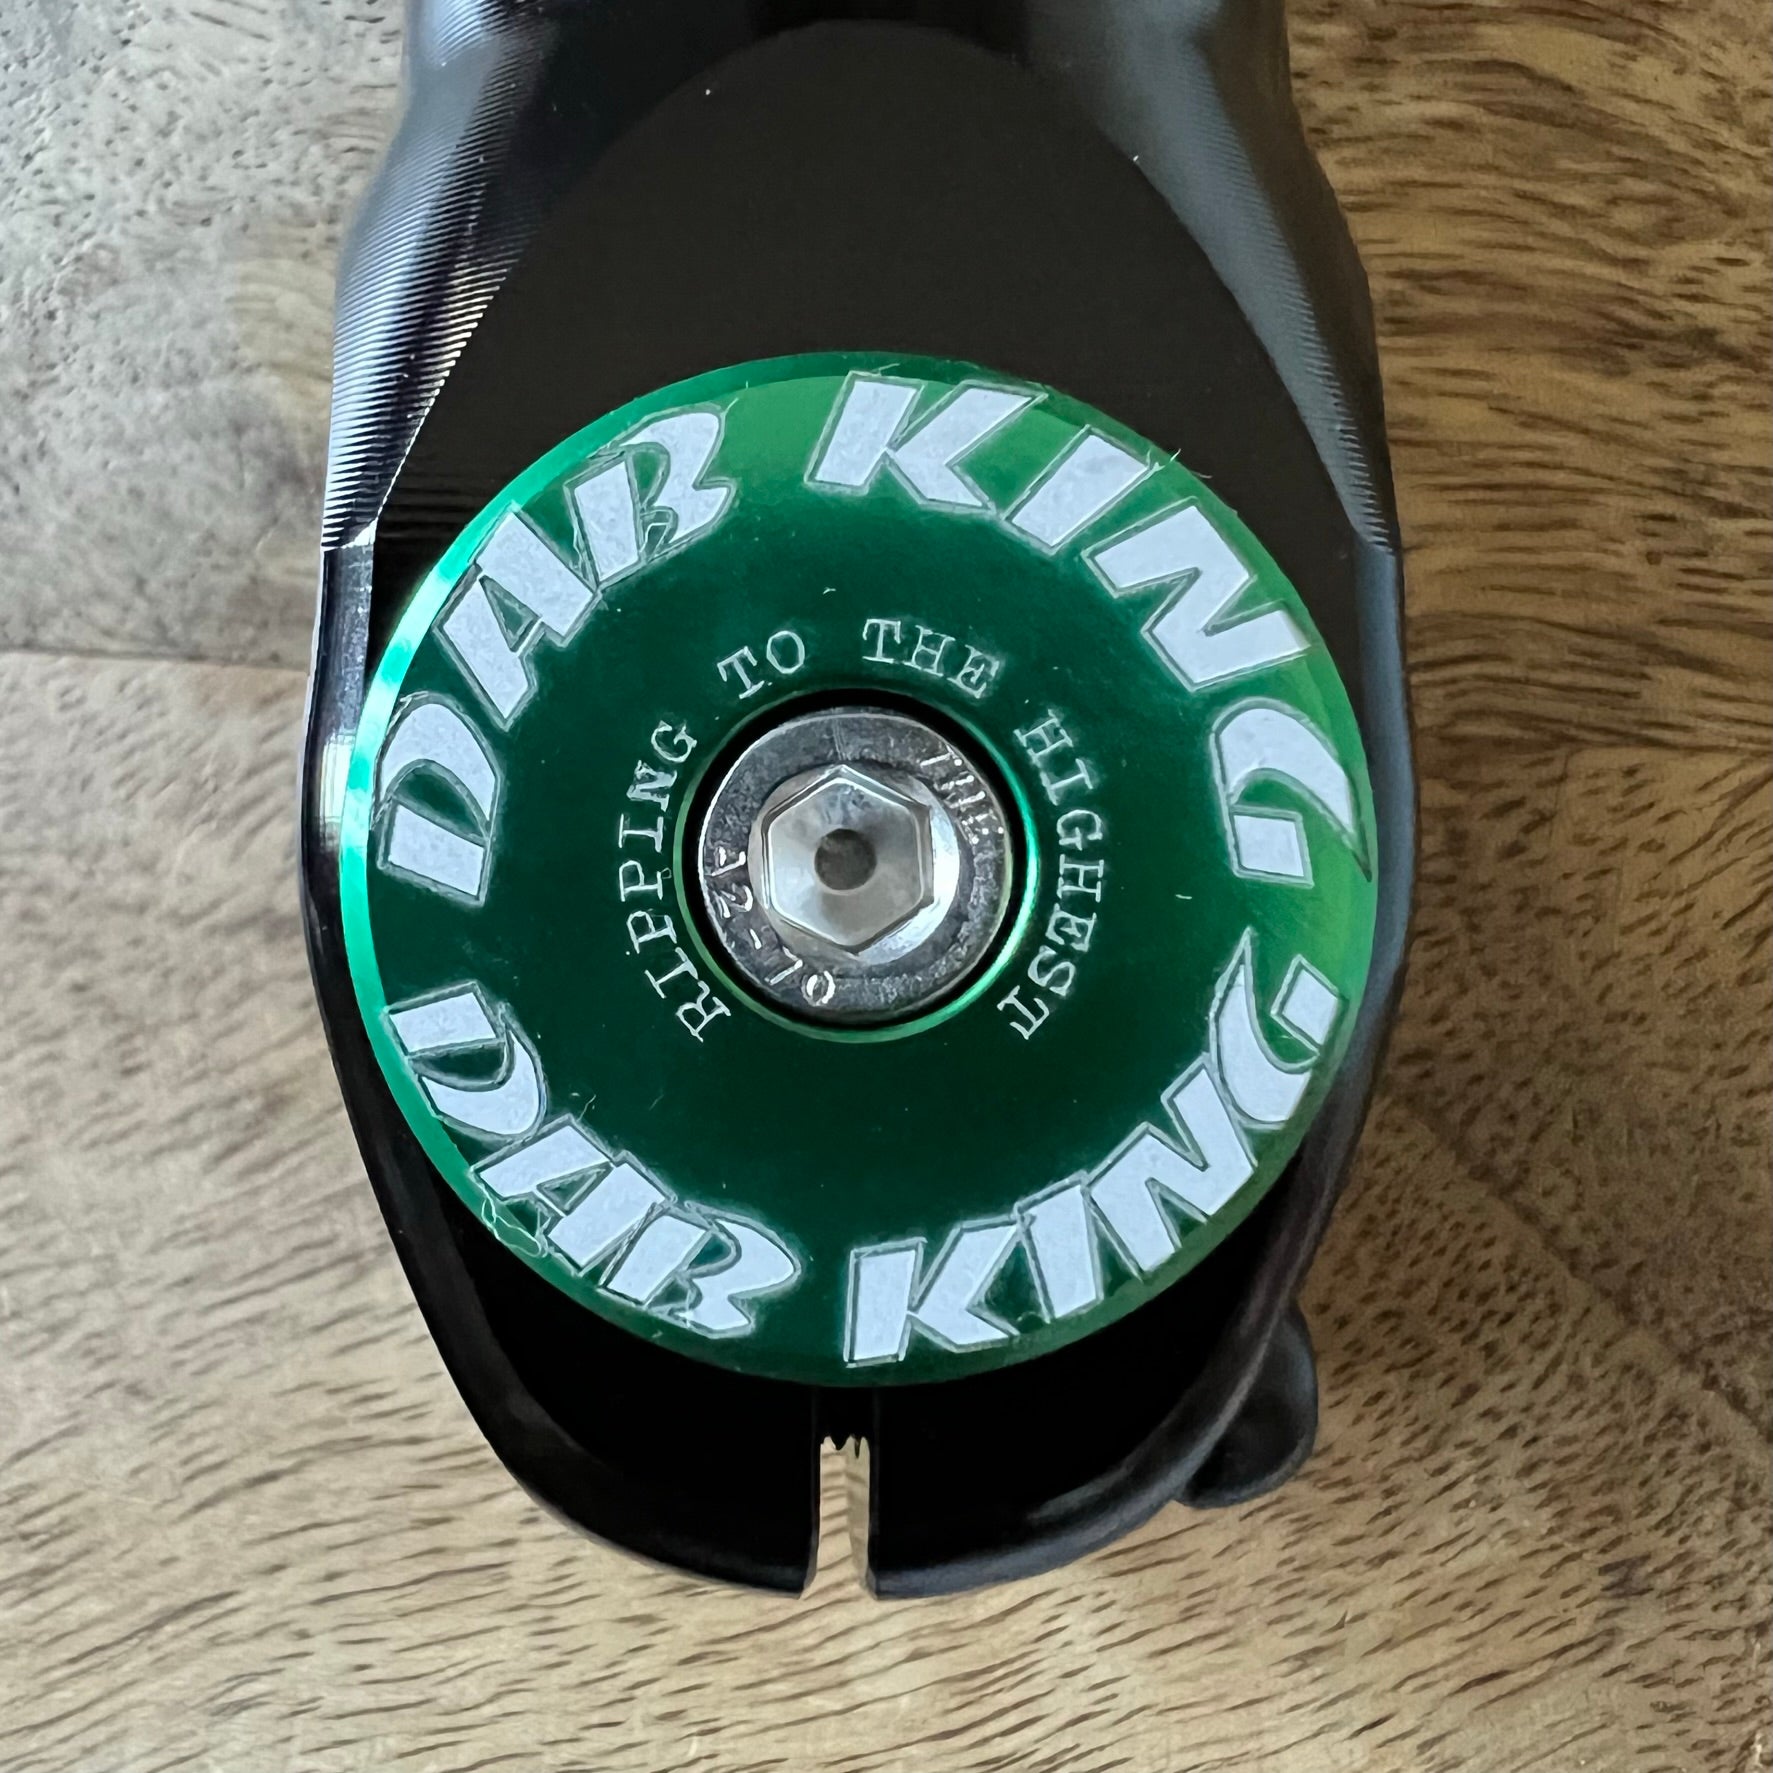 DAB KING
RIPPING TO THE HIGHEST
DAB KING